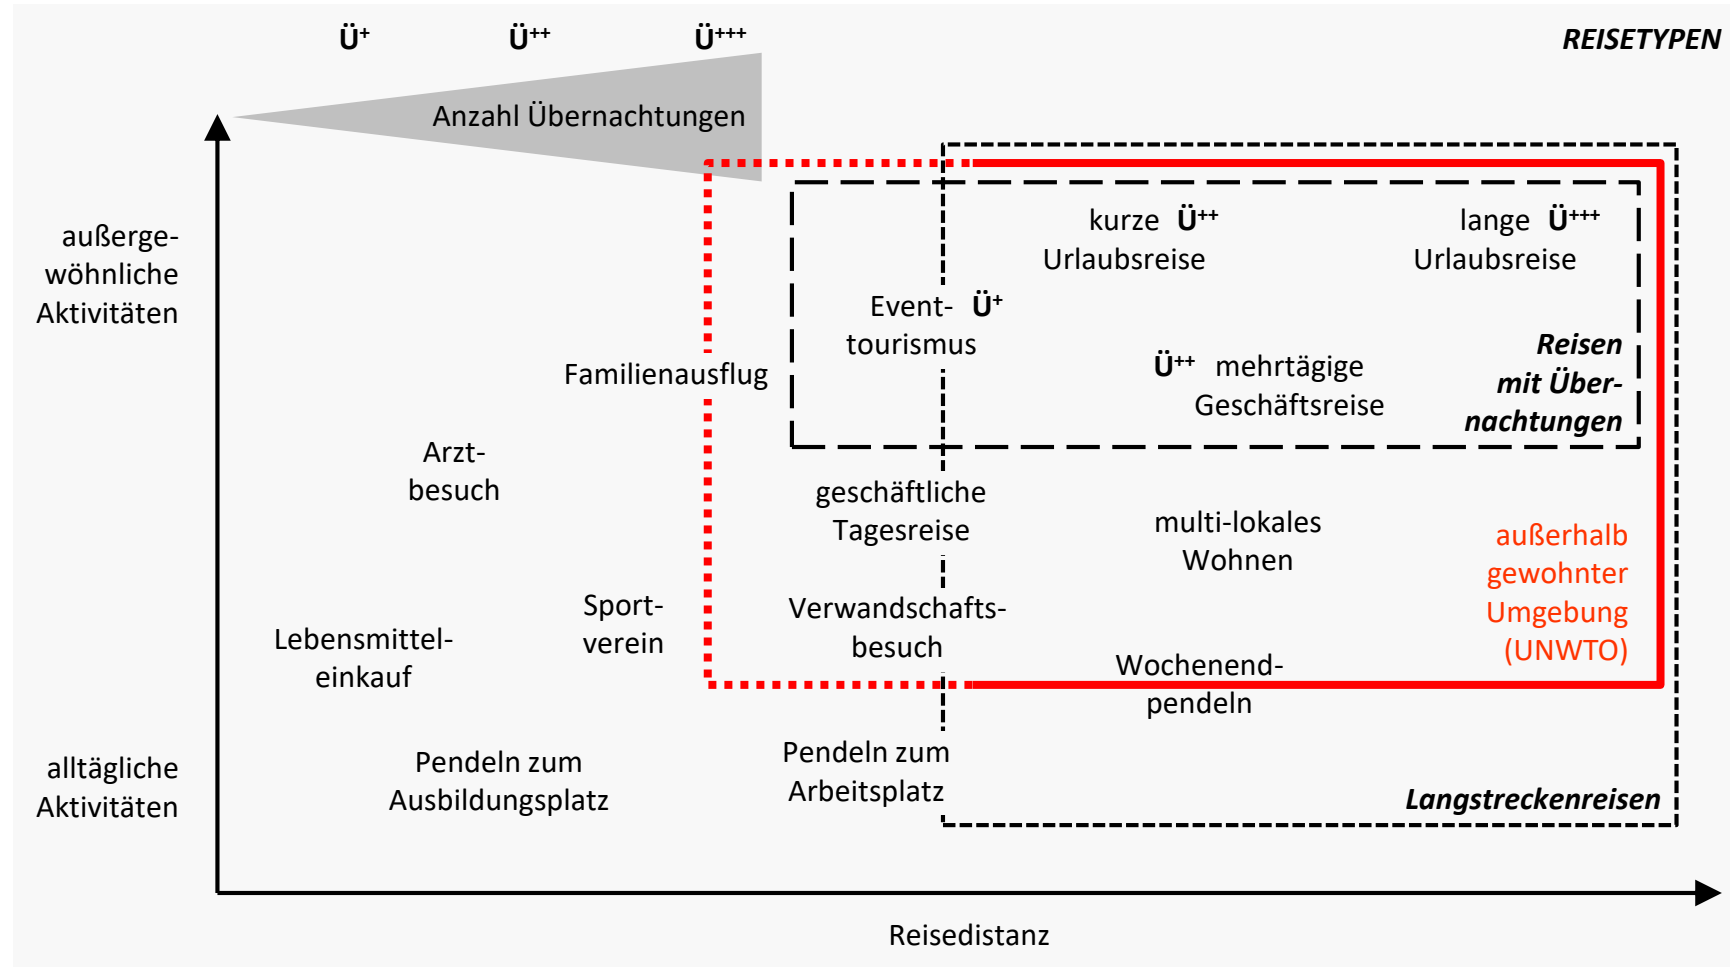 Ü+ Ü++ Ü+++
REISETYPEN
Anzahl Übernachtungen
außerge-
wöhnliche
Aktivitäten
kurze Ü++
Urlaubsreise
lange Ü+++
Urlaubsreise
Event- Ü+
tourismus
Familienausflug
Ü++ mehrtägige
Geschäftsreise
Reisen
mit Über-
nachtungen
Arzt-
besuch
geschäftliche
Tagesreise
multi-lokales
Wohnen
außerhalb
gewohnter
Umgebung
(UNWTO)
Sport-
verein
Verwandschafts-
besuch
Lebensmittel-
einkauf
Wochenend-
pendeln
alltägliche
Aktivitäten
Pendeln zum
Ausbildungsplatz
Pendeln zum
Arbeitsplatz
Langstreckenreisen
Reisedistanz